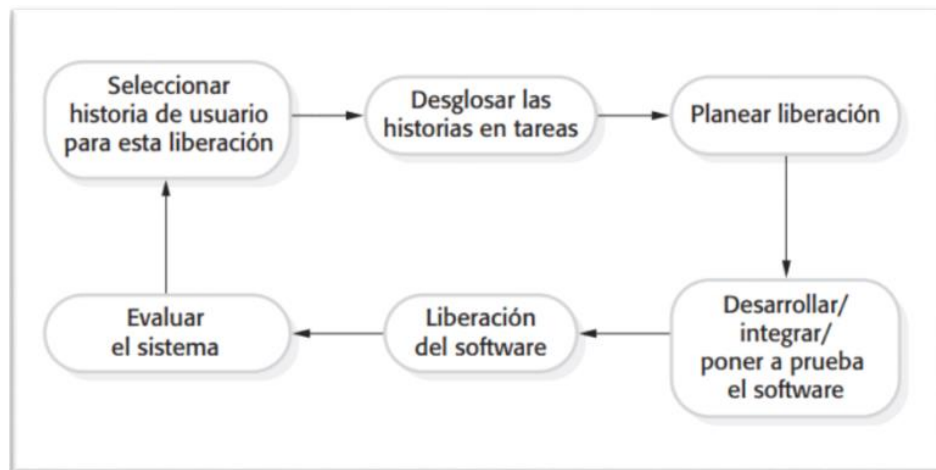 Seleccionar
historia de usuario
para esta liberación
Desglosar las
historias en tareas
Planear liberación
Evaluar
el sistema
Liberación
del software
Desarrollar/
integrar/
poner a prueba
el software